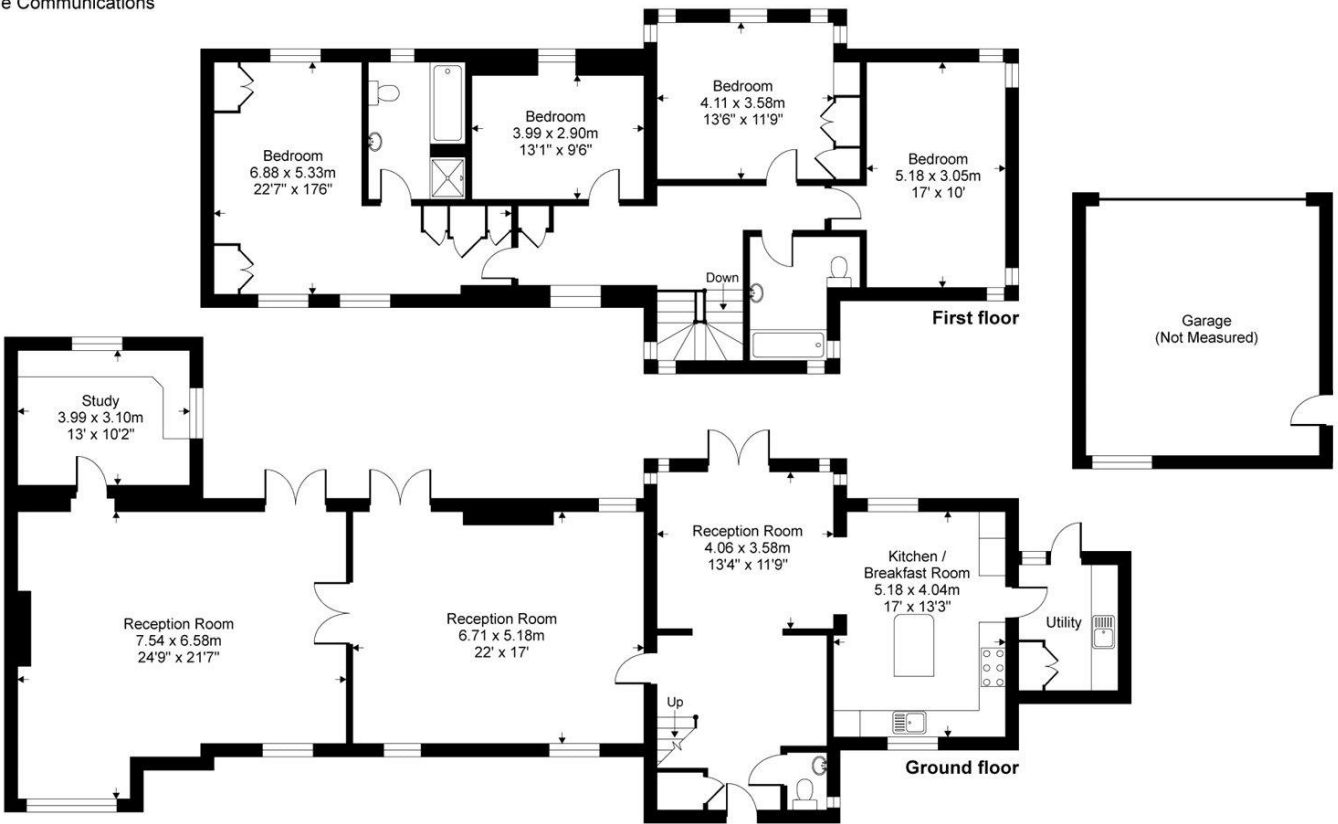 e Communications
Bedroom
6.88 x 5.33m
22'7" x 17'6"
Bedroom
3.99 x 2.90m
13'1" x 9'6"
Bedroom
4.11 x 3.58m
13'6" x 11'9"
Bedroom
5.18 x 3.05m
17' x 10'
Down
First floor
Garage
(Not Measured)
Study
3.99 x 3.10m
13' x 10'2"
Reception Room
7.54 x 6.58m
24'9" x 21'7"
Reception Room
6.71 x 5.18m
22' x 17'
Reception Room
4.06 x 3.58m
13'4" x 11'9"
Kitchen /
Breakfast Room
5.18 x 4.04m
17' x 13'3"
Utility
Up
Ground floor